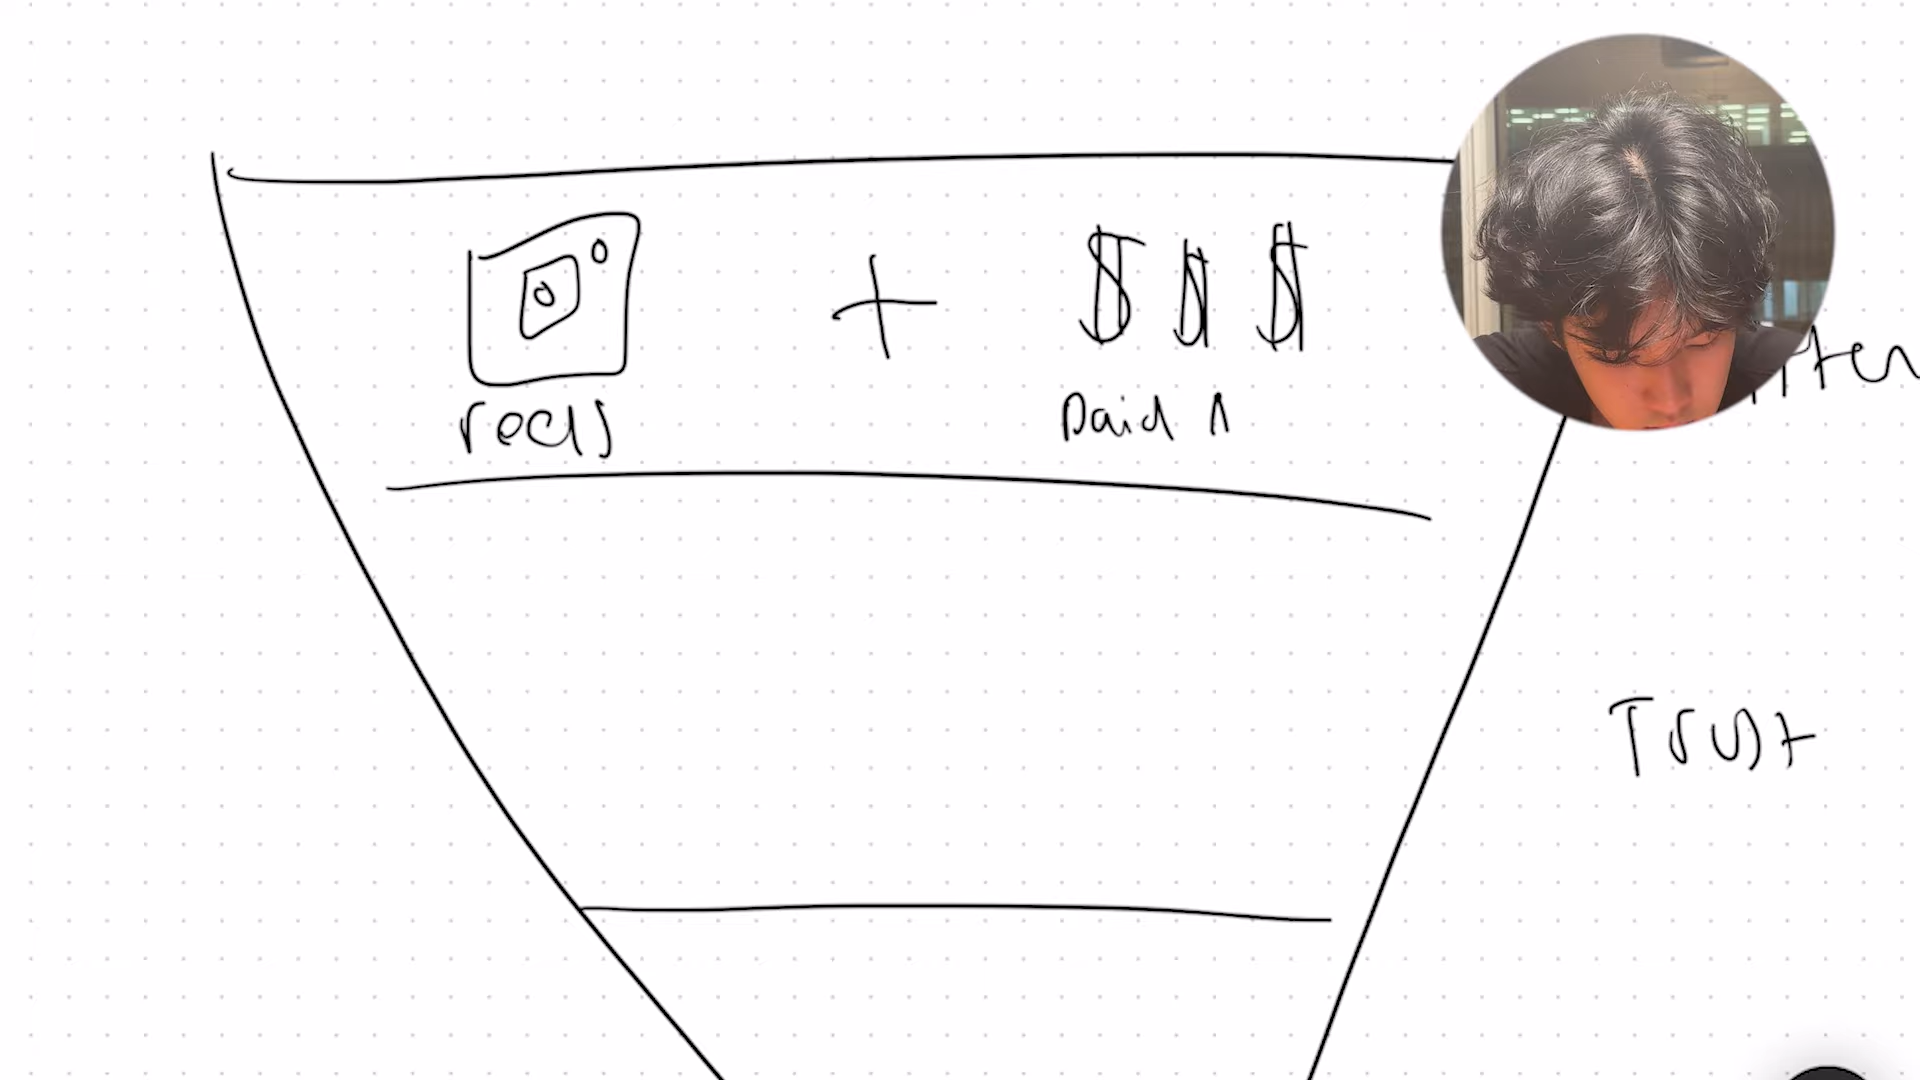 + $ $ $
reels
Paid A
Trust